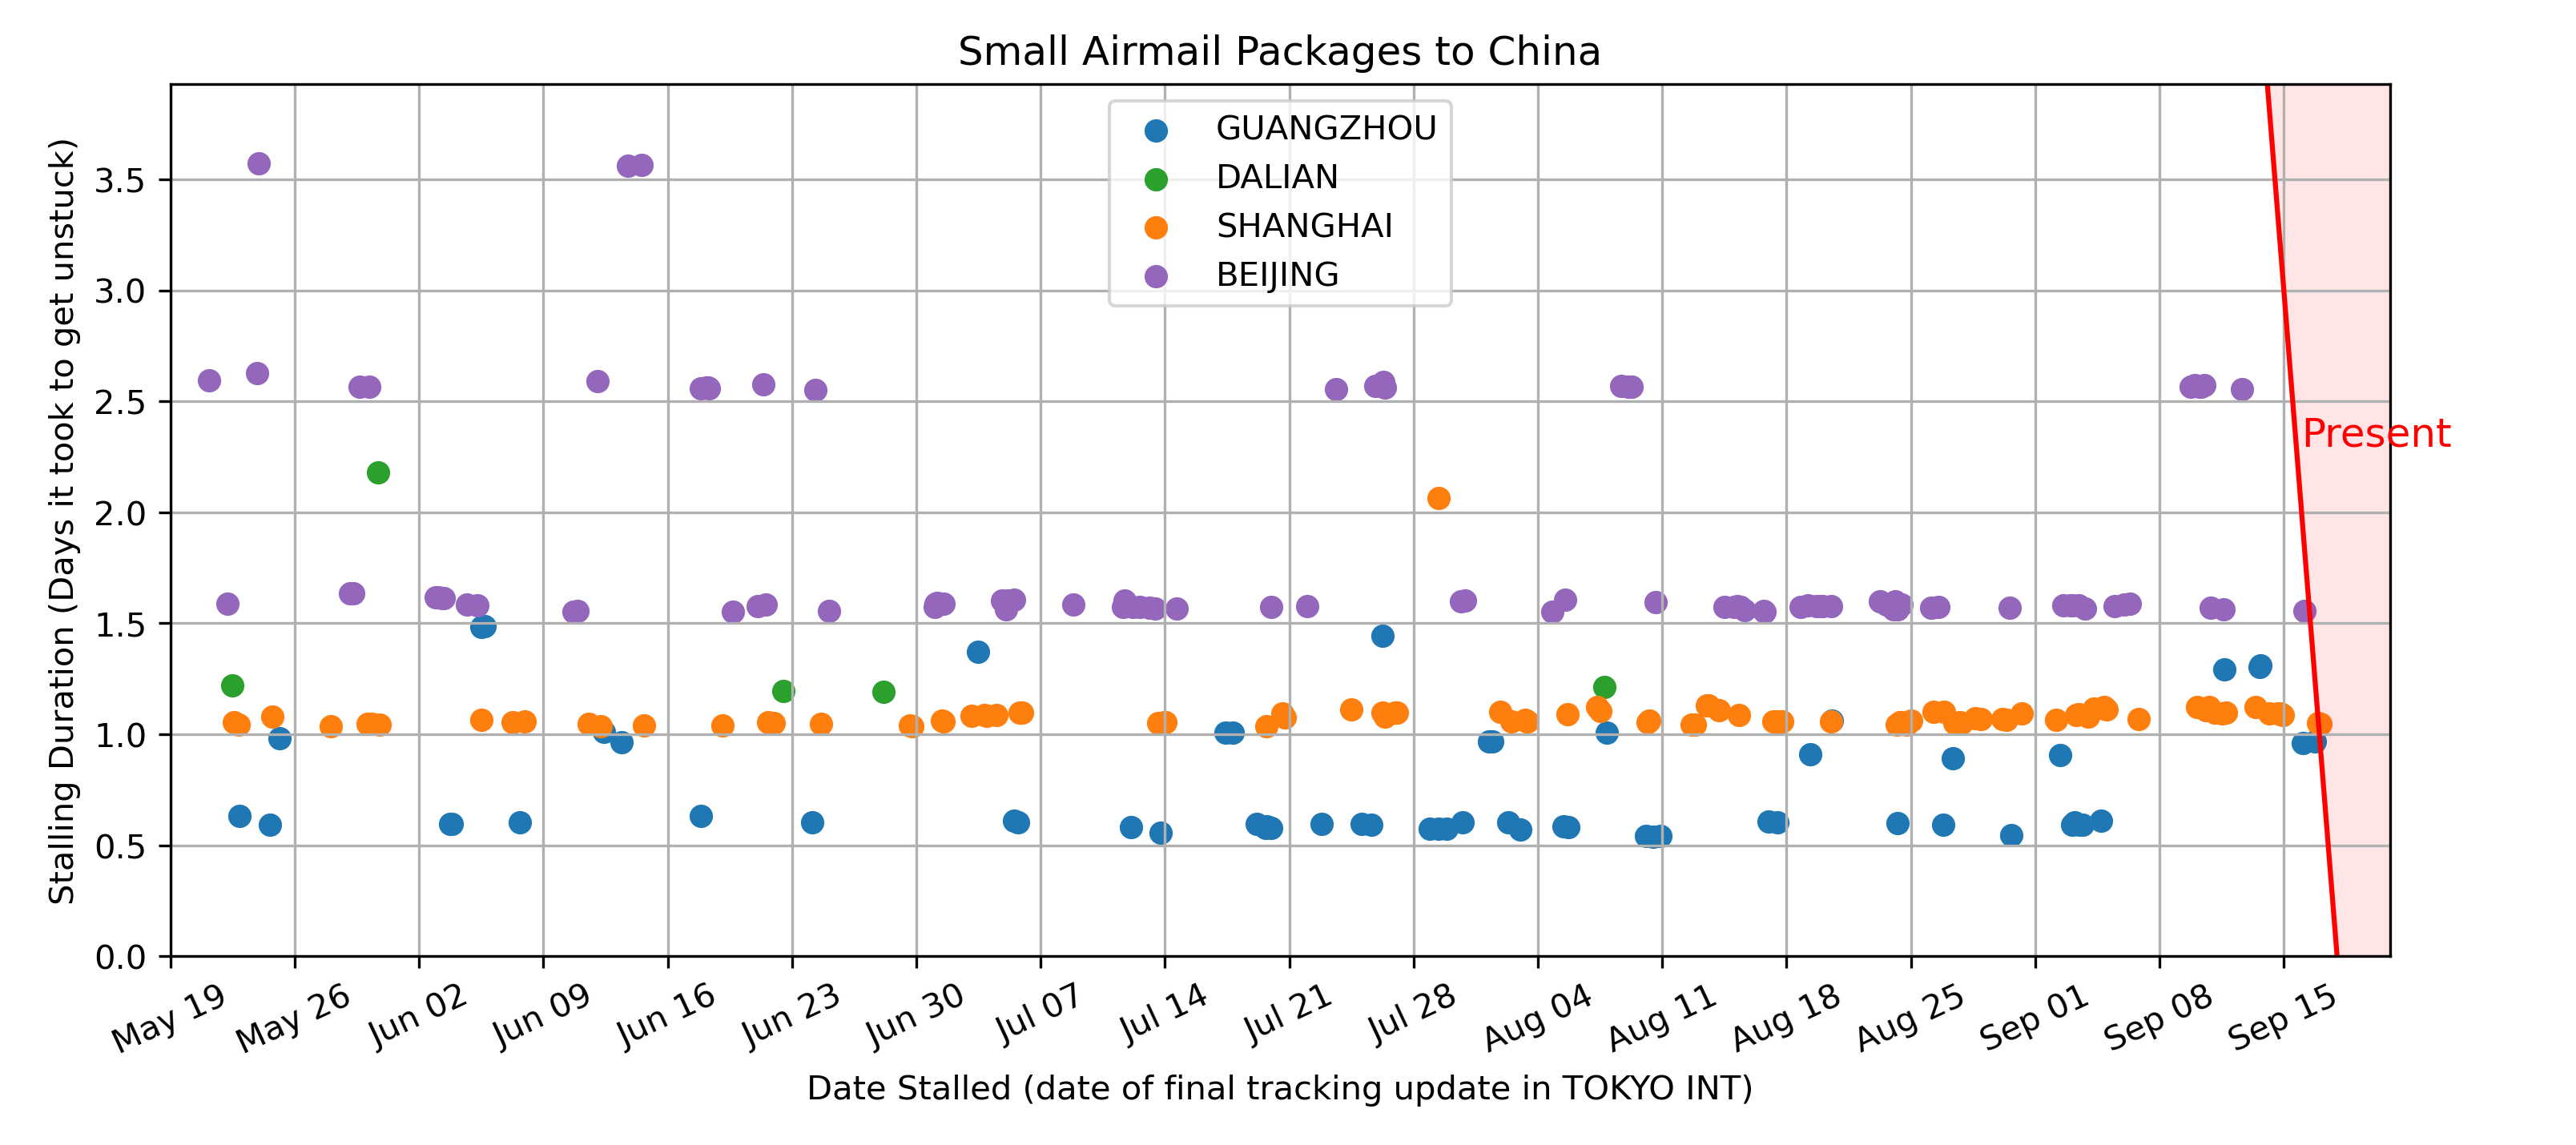 Small Airmail Packages to China
GUANGZHOU
DALIAN
SHANGHAI
BEIJING
Stalling Duration (Days it took to get unstuck)
3.5
3.0
2.5
2.0
1.5
1.0
0.5
0.0
Present
May 19 May 26 Jun 02 Jun 09 Jun 16 Jun 23 Jun 30 Jul 07 Jul 14 Jul 21 Jul 28 Aug 04 Aug 11 Aug 18 Aug 25 Sep 01 Sep 08 Sep 15
Date Stalled (date of final tracking update in TOKYO INT)